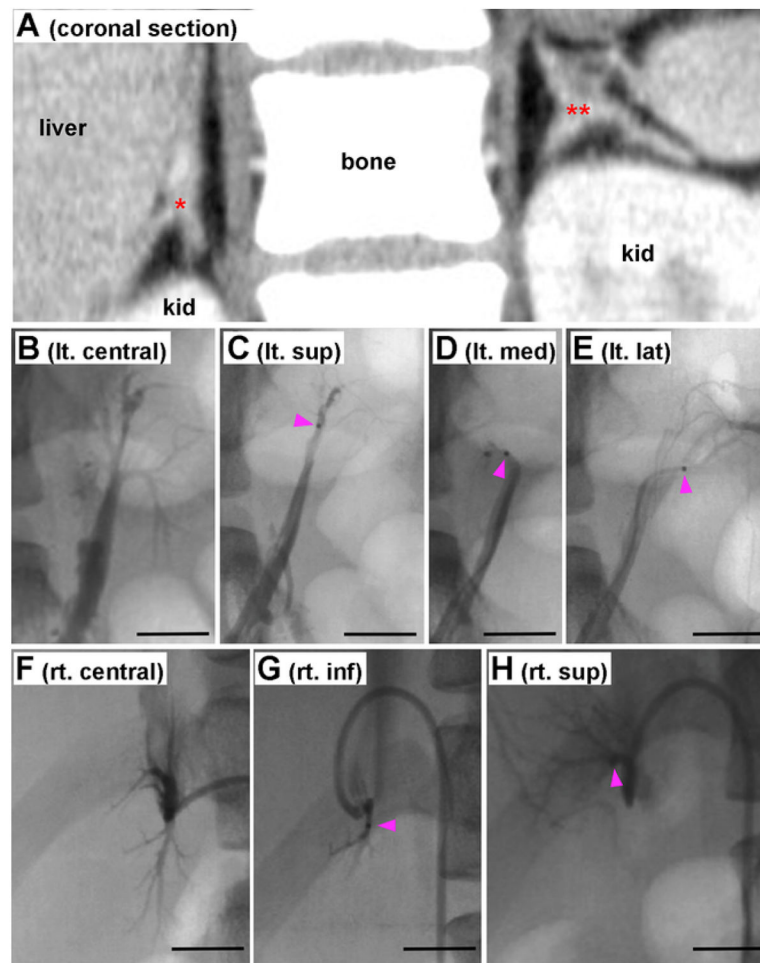 A (coronal section)
liver
bone
**
*
kid
kid
B (lt. central)
C (lt. sup)
D (lt. med)
E (lt. lat)
F (rt. central)
G (rt. inf)
H (rt. sup)